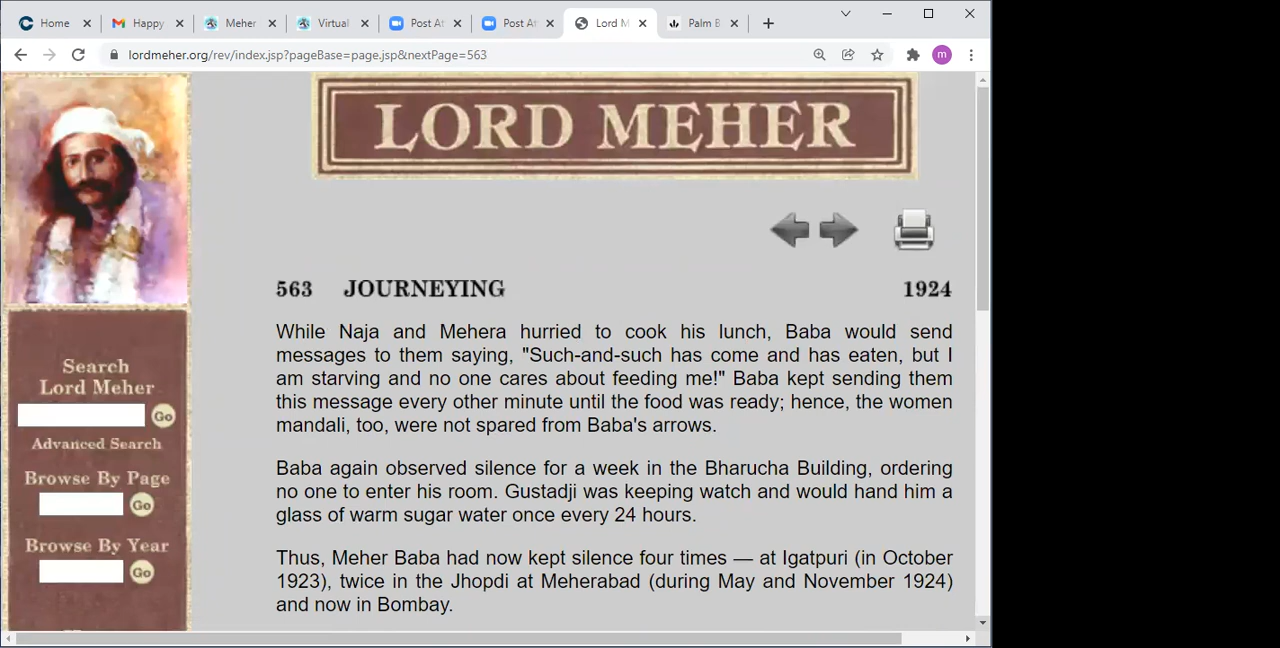 Home
Happy
Meher
Virtual
Post At
Post At
Lord M
Palm B
lordmeher.org/rev/index.jsp?pageBase=page.jsp&nextPage=563
m
LORD MEHER
563 JOURNEYING 1924
While Naja and Mehera hurried to cook his lunch, Baba would send
messages to them saying, "Such-and-such has come and has eaten, but I
am starving and no one cares about feeding me!" Baba kept sending them
this message every other minute until the food was ready; hence, the women
mandali, too, were not spared from Baba's arrows.
Baba again observed silence for a week in the Bharucha Building, ordering
no one to enter his room. Gustadji was keeping watch and would hand him a
glass of warm sugar water once every 24 hours.
Thus, Meher Baba had now kept silence four times — at Igatpuri (in October
1923), twice in the Jhopdi at Meherabad (during May and November 1924)
and now in Bombay.
Search
Lord Meher
Go
Advanced Search
Browse By Page
Go
Browse By Year
Go